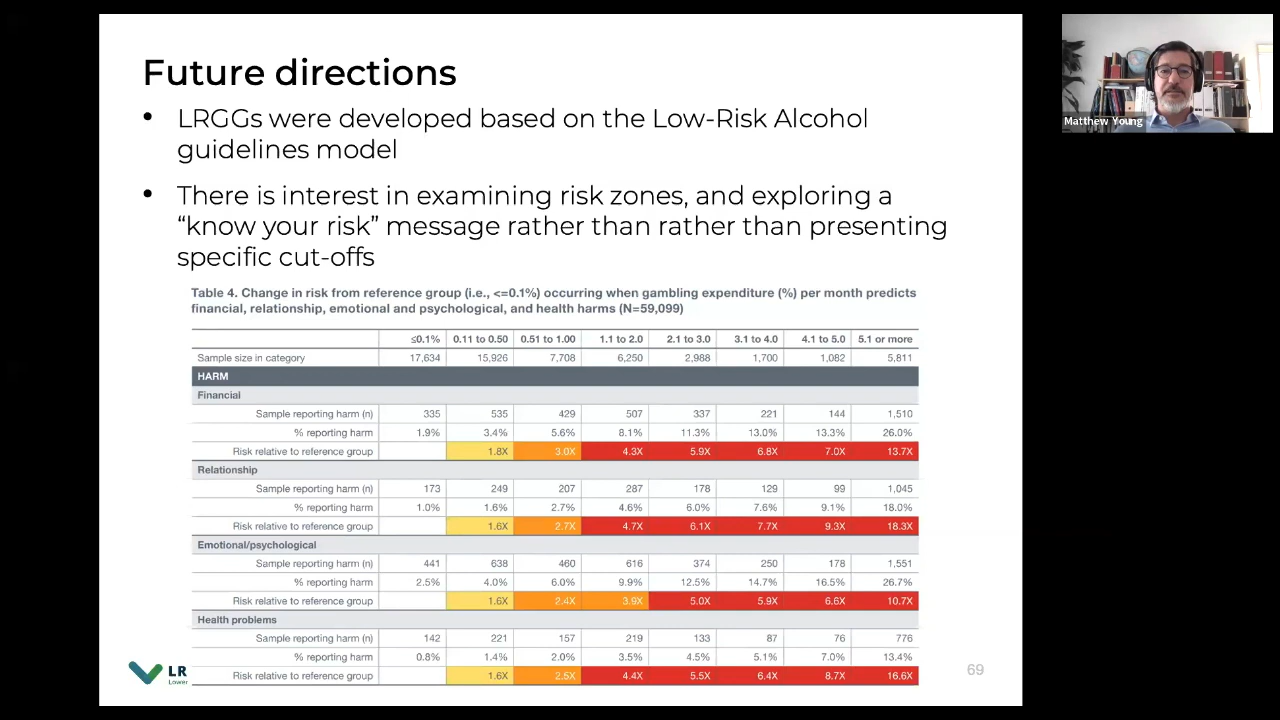 Future directions
• LRGGs were developed based on the Low-Risk Alcohol
guidelines model
• There is interest in examining risk zones, and exploring a
“know your risk” message rather than rather than presenting
specific cut-offs
Table 4. Change in risk from reference group (i.e., <=0.1%) occurring when gambling expenditure (%) per month predicts
financial, relationship, emotional and psychological, and health harms (N=59,099)
≤0.1% 0.11 to 0.50 0.51 to 1.00 1.1 to 2.0 2.1 to 3.0 3.1 to 4.0 4.1 to 5.0 5.1 or more
Sample size in category 17,634 15,926 7,708 6,250 2,988 1,700 1,082 5,811
HARM
Financial
Sample reporting harm (n) 335 535 429 507 337 221 144 1,510
% reporting harm 1.9% 3.4% 5.6% 8.1% 11.3% 13.0% 13.3% 26.0%
Risk relative to reference group 1.8X 3.0X 4.3X 5.9X 6.8X 7.0X 13.7X
Relationship
Sample reporting harm (n) 173 249 207 287 178 129 99 1,045
% reporting harm 1.0% 1.6% 2.7% 4.6% 6.0% 7.6% 9.1% 18.0%
Risk relative to reference group 1.6X 2.7X 4.7X 6.1X 7.7X 9.3X 18.3X
Emotional/psychological
Sample reporting harm (n) 441 638 460 616 374 250 178 1,551
% reporting harm 2.5% 4.0% 6.0% 9.9% 12.5% 14.7% 16.5% 26.7%
Risk relative to reference group 1.6X 2.4X 3.9X 5.0X 5.9X 6.6X 10.7X
Health problems
Sample reporting harm (n) 142 221 157 219 133 87 76 776
% reporting harm 0.8% 1.4% 2.0% 3.5% 4.5% 5.1% 7.0% 13.4%
Risk relative to reference group 1.6X 2.5X 4.4X 5.5X 6.4X 8.7X 16.6X
LR
Lower
69
Matthew Young